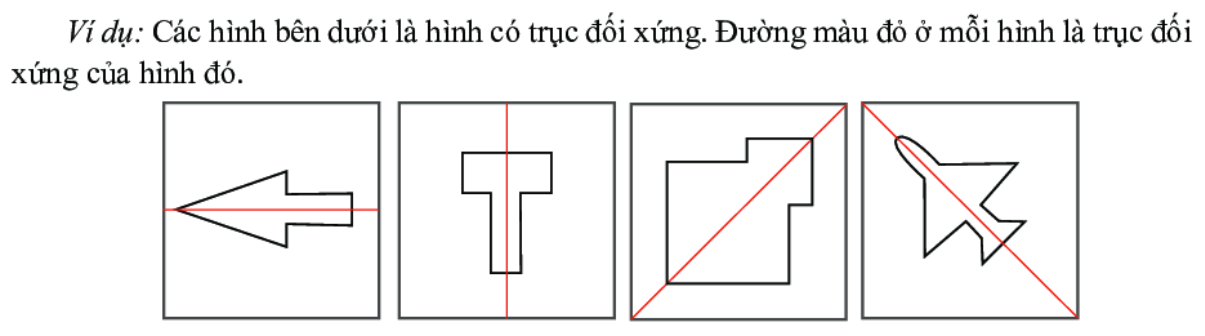 Ví dụ: Các hình bên dưới là hình có trục đối xứng. Đường màu đỏ ở mỗi hình là trục đối
xứng của hình đó.